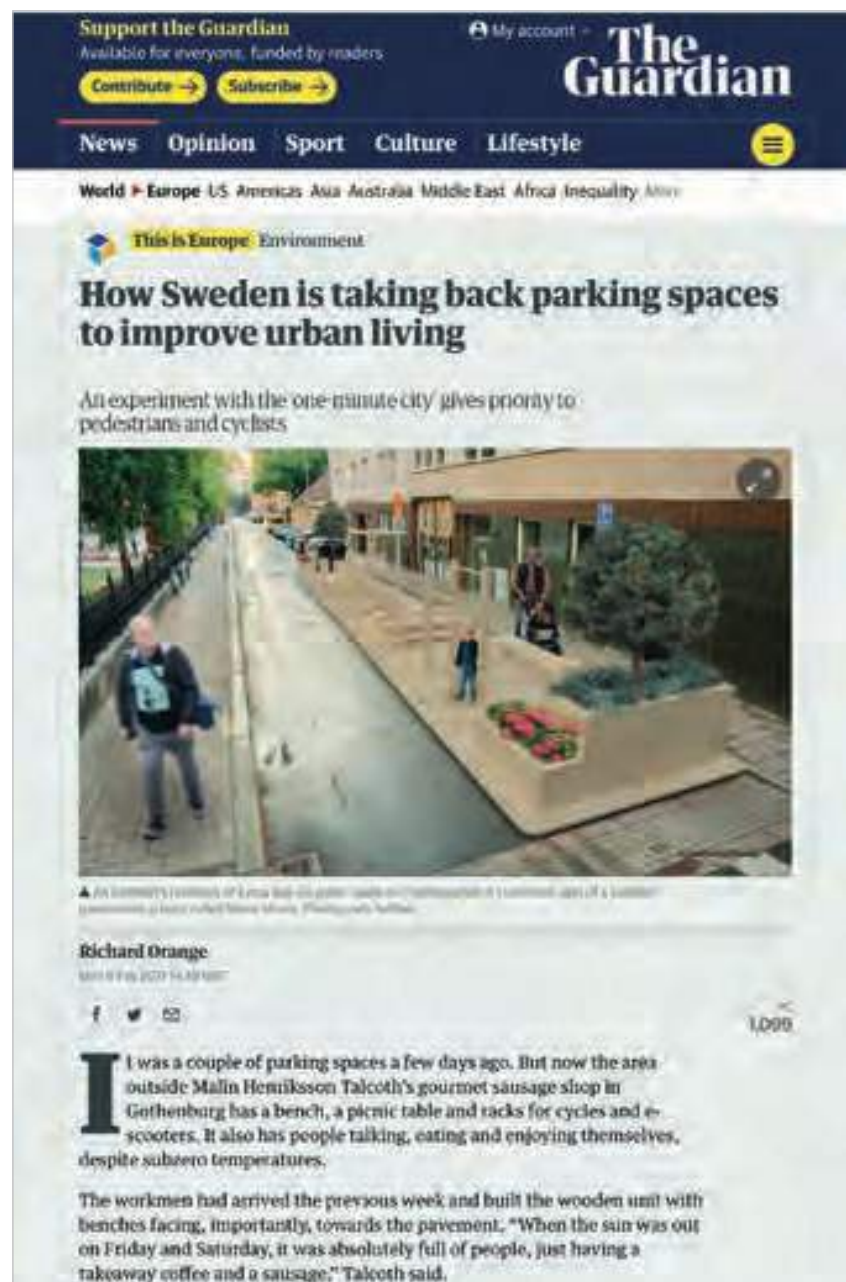 Support the Guardian
Available for everyone, funded by readers
Contribute → Subscribe →
My account
The
Guardian
News Opinion Sport Culture Lifestyle
World ▶ Europe US Americas Asia Australia Middle East Africa Inequality More
This is Europe Environment
How Sweden is taking back parking spaces
to improve urban living
An experiment with the 'one-minute city' gives priority to
pedestrians and cyclists
Richard Orange
1,099
I t was a couple of parking spaces a few days ago. But now the area
outside Malin Henriksson Talcoth's gourmet sausage shop in
Gothenburg has a bench, a picnic table and racks for cycles and e-
scooters. It also has people talking, eating and enjoying themselves,
despite subzero temperatures.
The workmen had arrived the previous week and built the wooden unit with
benches facing, importantly, towards the pavement. "When the sun was out
on Friday and Saturday, it was absolutely full of people, just having a
takeaway coffee and a sausage," Talcoth said.